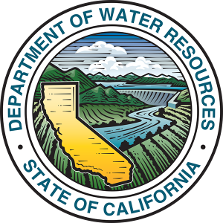 DEPARTMENT OF WATER RESOURCES
STATE OF CALIFORNIA